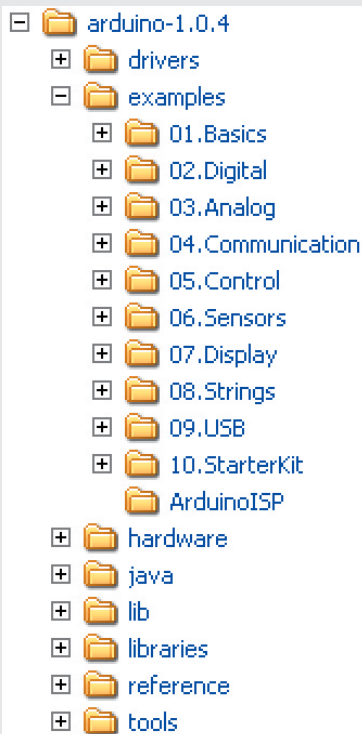 arduino-1.0.4
drivers
examples
01.Basics
02.Digital
03.Analog
04.Communication
05.Control
06.Sensors
07.Display
08.Strings
09.USB
10.StarterKit
ArduinoISP
hardware
java
lib
libraries
reference
tools